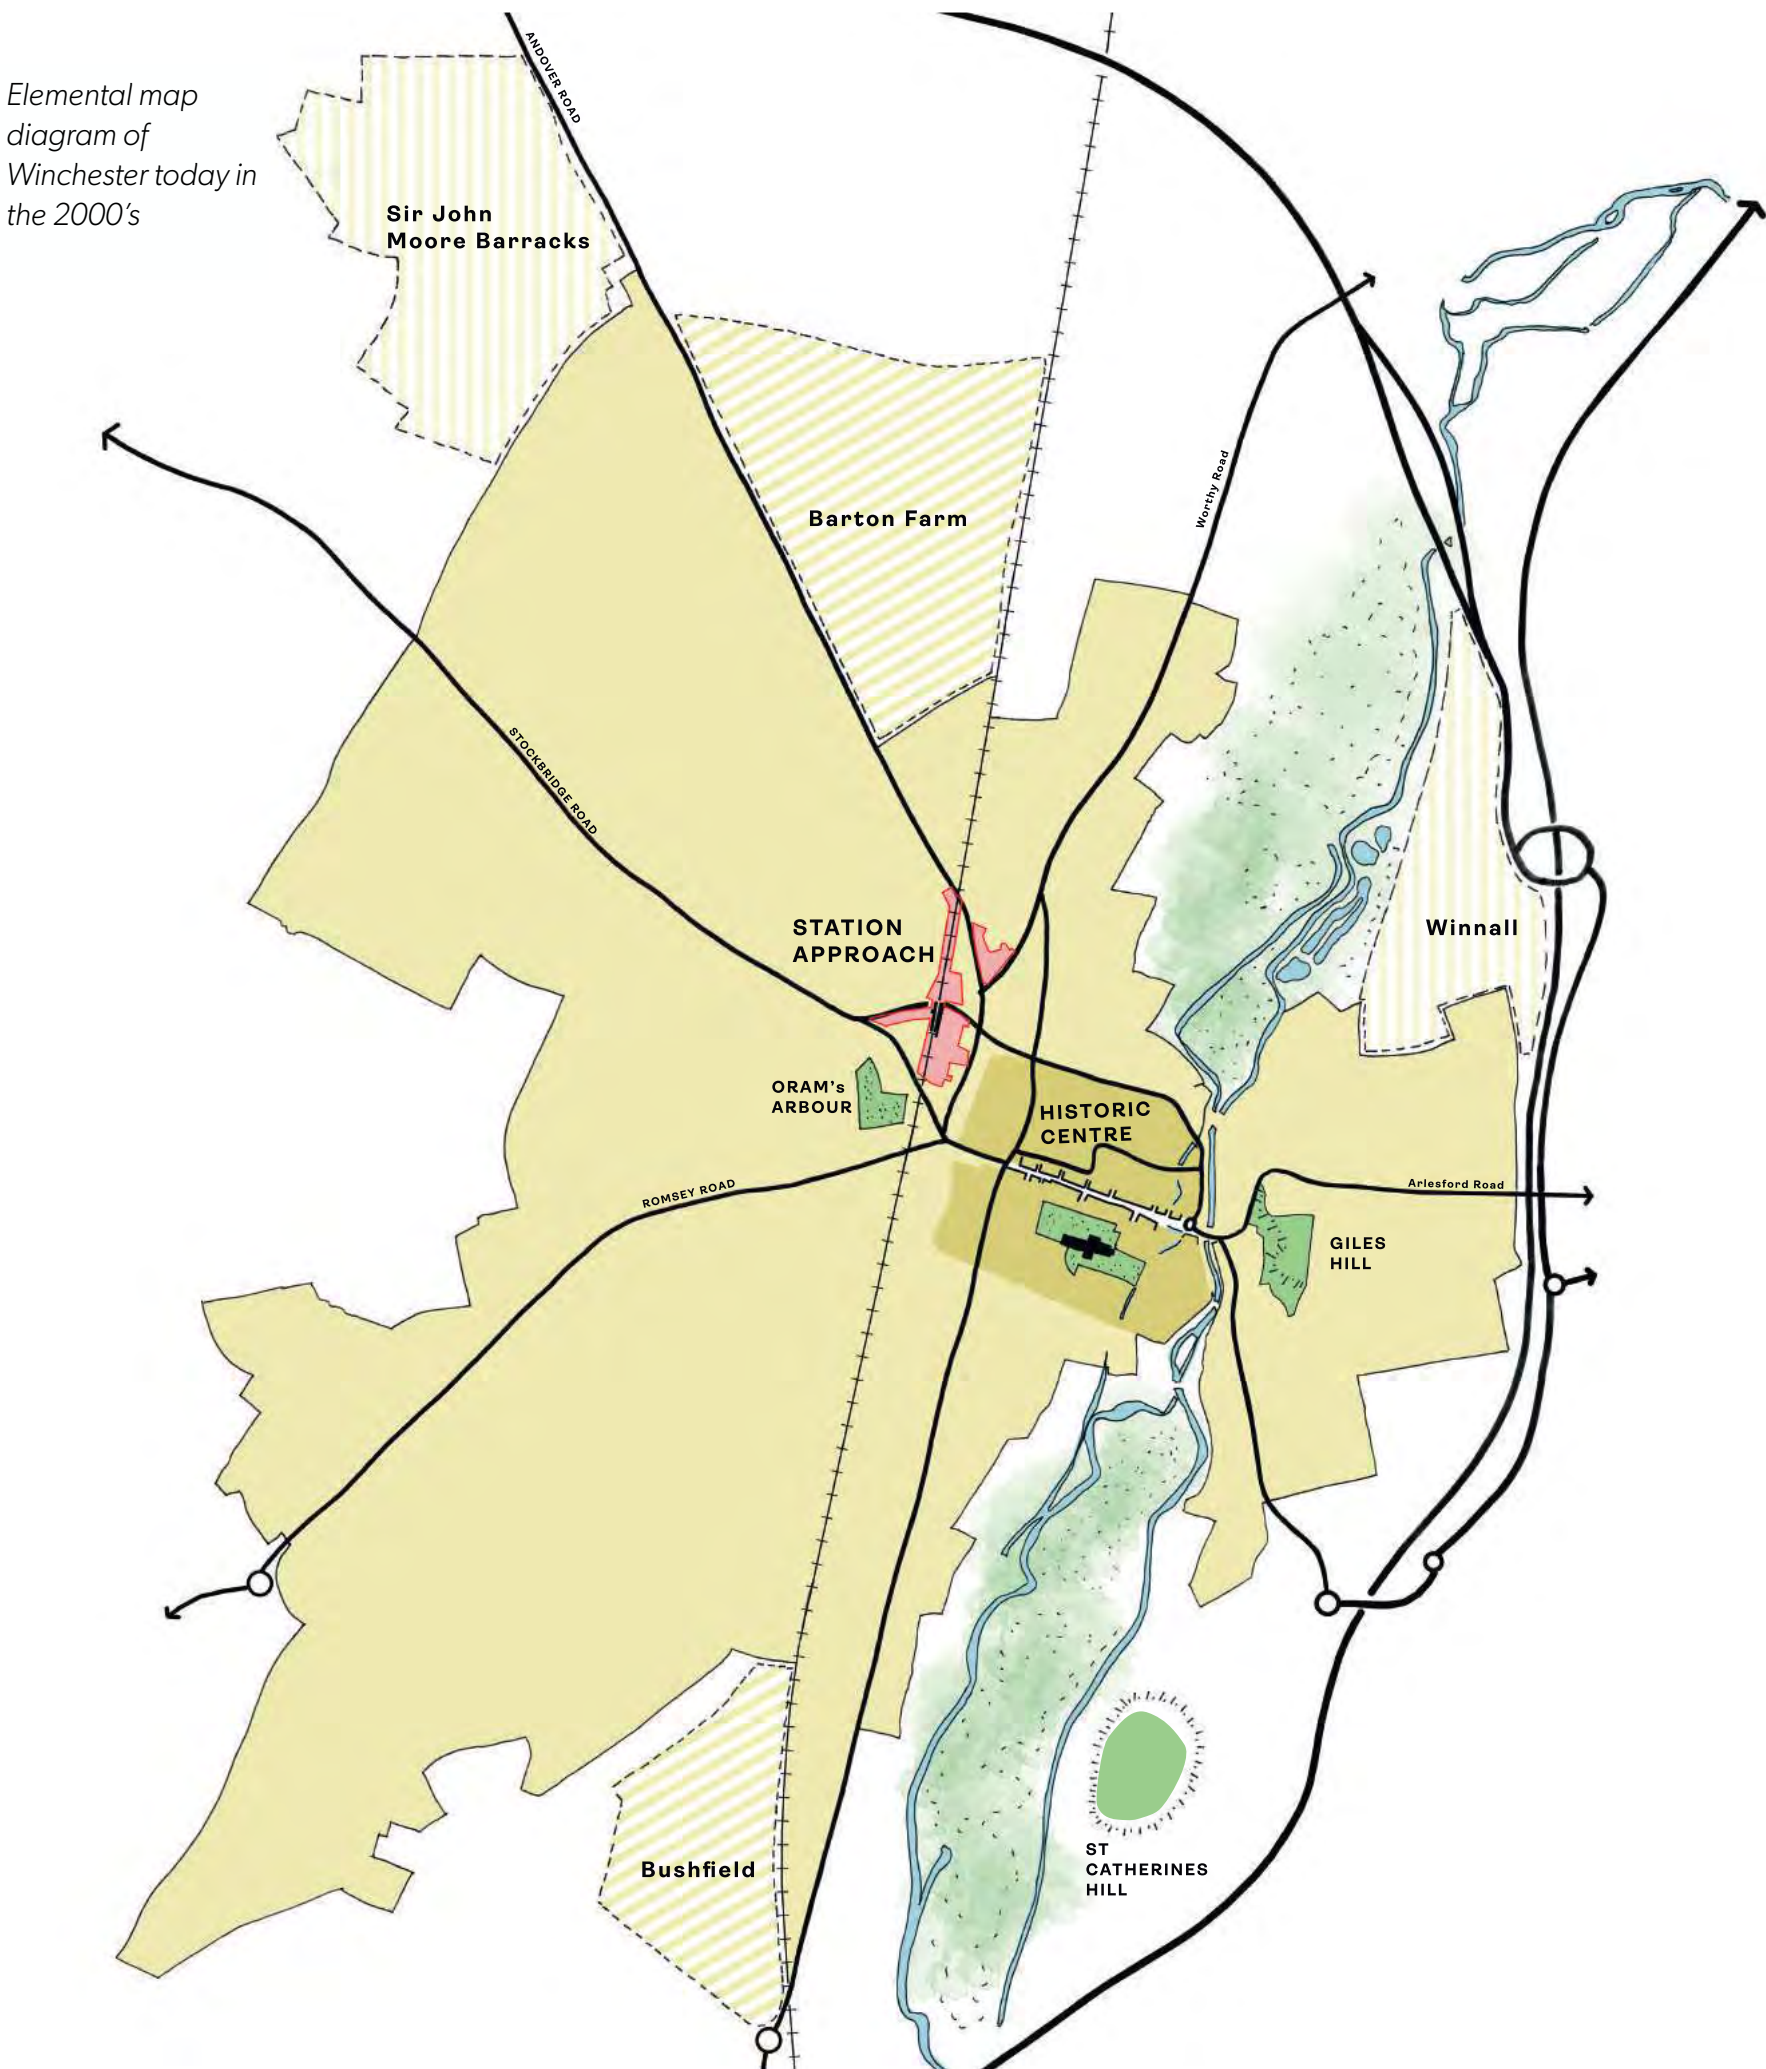 Elemental map
diagram of
Winchester today in
the 2000's
ANDOVER ROAD
Sir John
Moore Barracks
Barton Farm
Worthy Road
STOCKBRIDGE ROAD
STATION
APPROACH
Winnall
ORAM's
ARBOUR
HISTORIC
CENTRE
ROMSEY ROAD
Arlesford Road
GILES
HILL
Bushfield
ST
CATHERINES
HILL